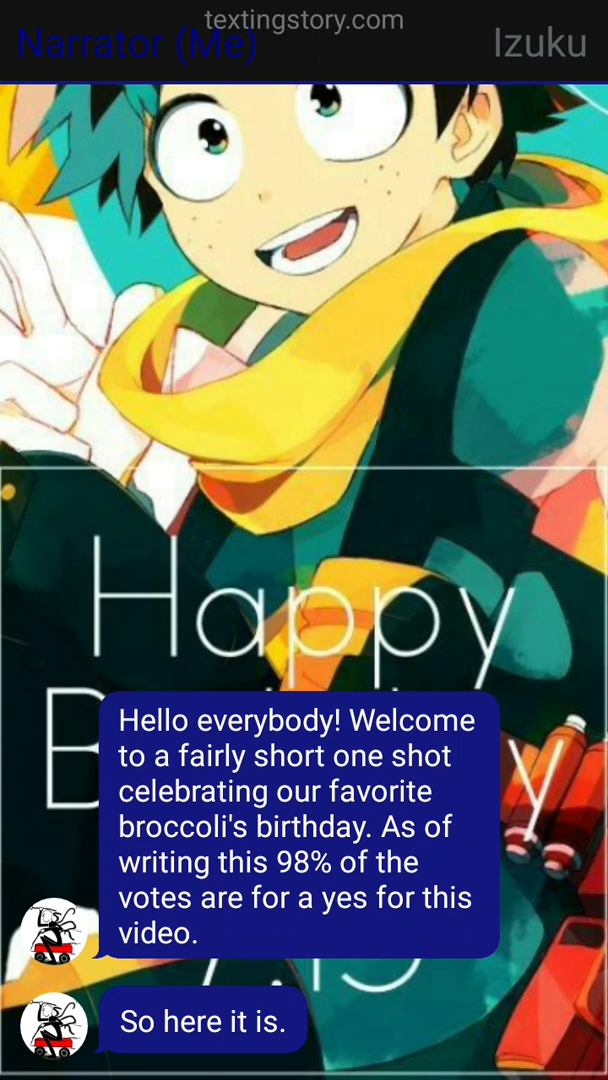 textingstory.com
Narrator (Me)
Izuku
Happy
Hello everybody! Welcome
to a fairly short one shot
celebrating our favorite
broccoli's birthday. As of
writing this 98% of the
votes are for a yes for this
video.
So here it is.